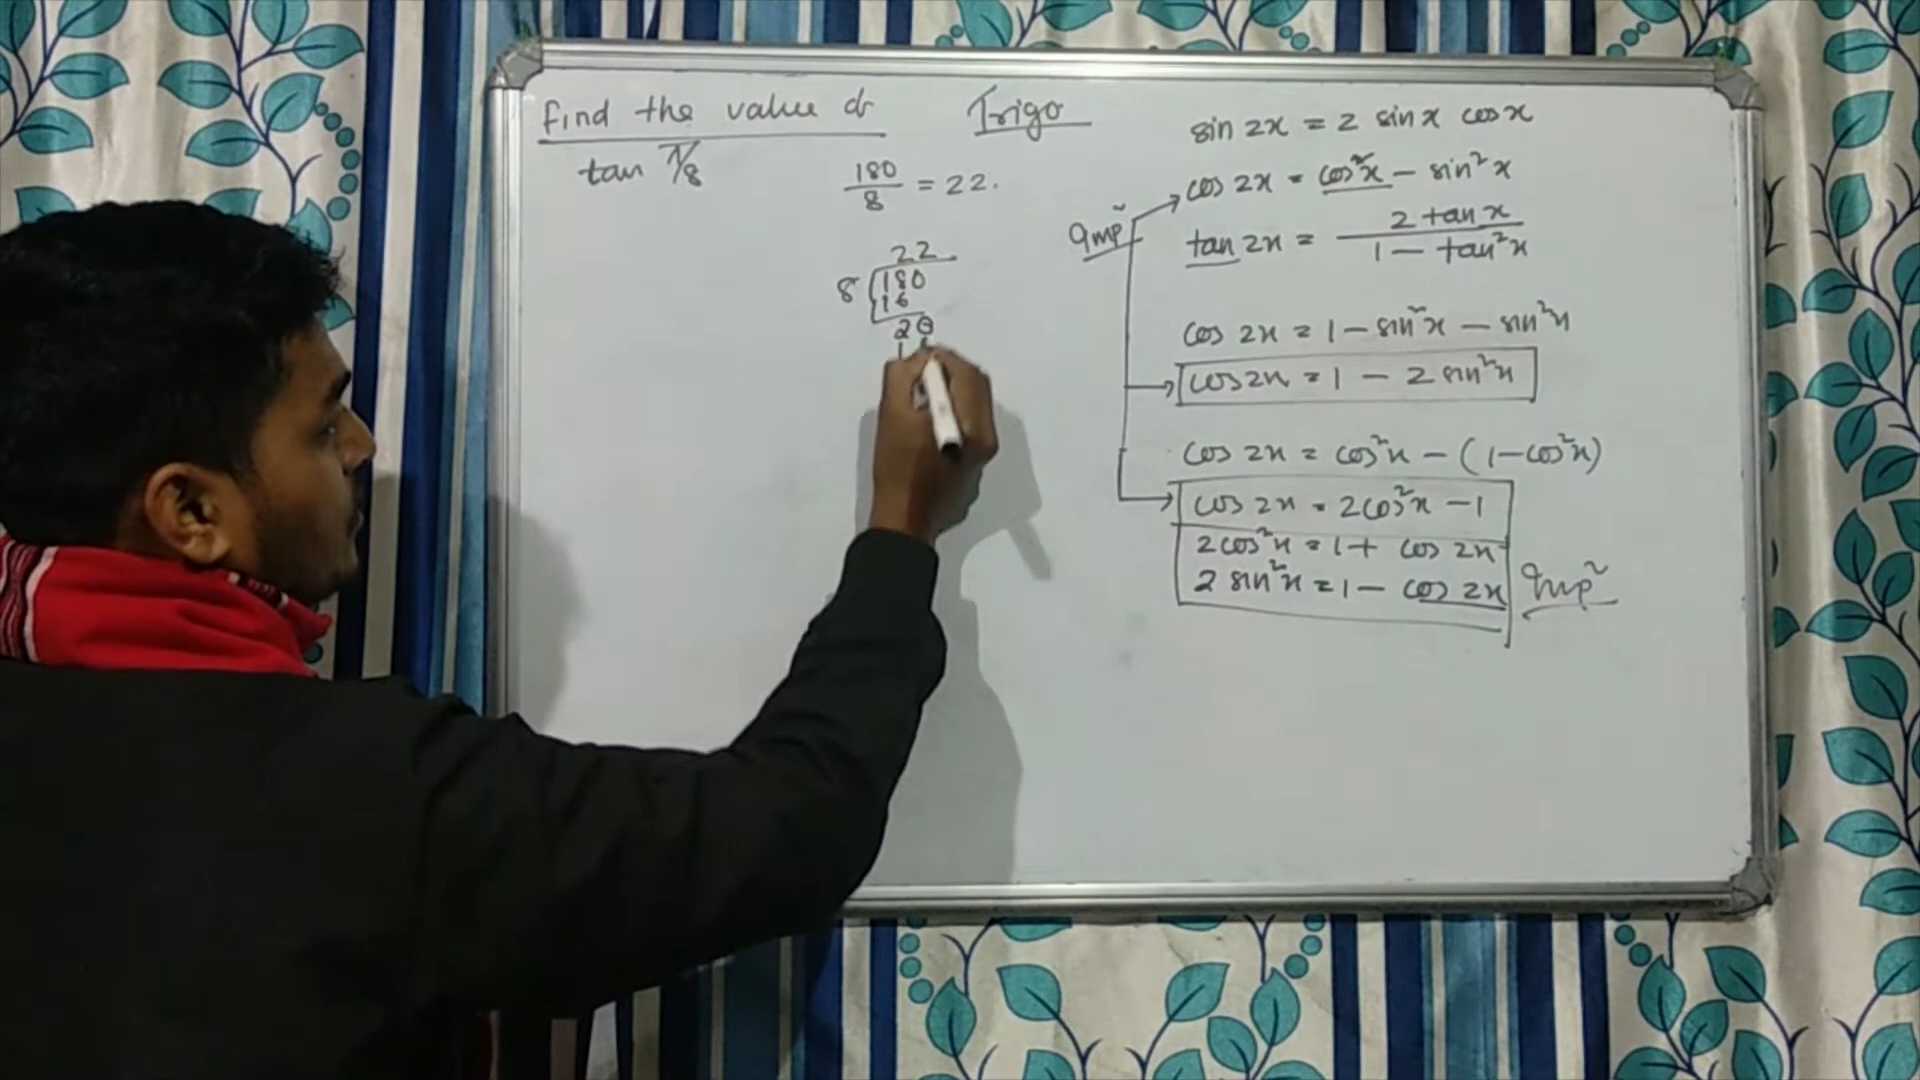 find the value of
tan π/8
Trigo
180/8 = 22.
22
8 180
16
20
1
sin 2x = 2 sin x cos x
cos 2x = cos²x - sin²x
Imp
tan 2x = 2 tan x / 1 - tan²x
cos 2x = 1 - sin²x - sin²x
cos 2x = 1 - 2 sin²x
cos 2x = cos²x - (1-cos²x)
cos 2x = 2cos²x - 1
2cos²x = 1 + cos 2x
2 sin²x = 1 - cos 2x
Imp